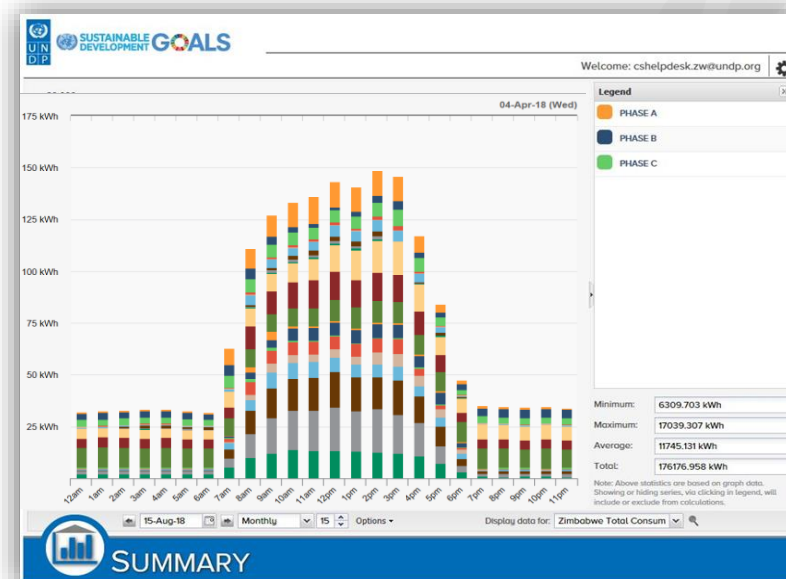 U N
D P
SUSTAINABLE DEVELOPMENT GOALS
Welcome: cshelpdesk.zw@undp.org
04-Apr-18 (Wed)
Legend
PHASE A
PHASE B
PHASE C
175 kWh
150 kWh
125 kWh
100 kWh
75 kWh
50 kWh
25 kWh
12am 1am 2am 3am 4am 5am 6am 7am 8am 9am 10am 11am 12pm 1pm 2pm 3pm 4pm 5pm 6pm 7pm 8pm 9pm 10pm 11pm
Minimum: 6309.703 kWh
Maximum: 17039.307 kWh
Average: 11745.131 kWh
Total: 176176.958 kWh
Note: Above statistics are based on graph data.
Showing or hiding series, via clicking in legend, will
include or exclude from calculations.
15-Aug-18 Monthly 15 Options Display data for: Zimbabwe Total Consum
SUMMARY